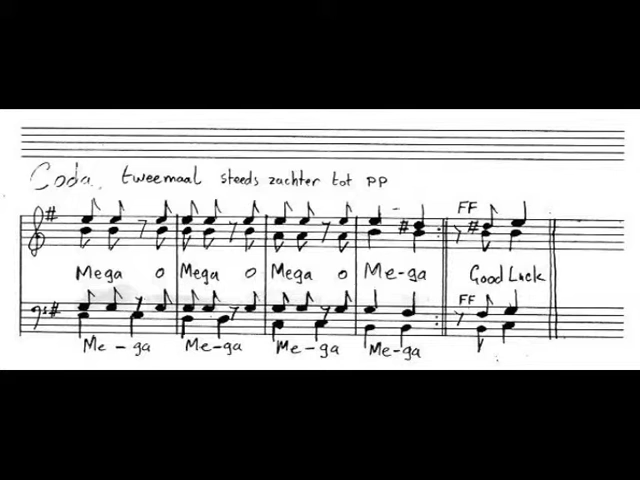 Coda. tweemaal steeds zachter tot pp
FF
Mega o Mega o Mega o Me-ga Good Luck
FF
Me-ga Me-ga Me-ga Me-ga